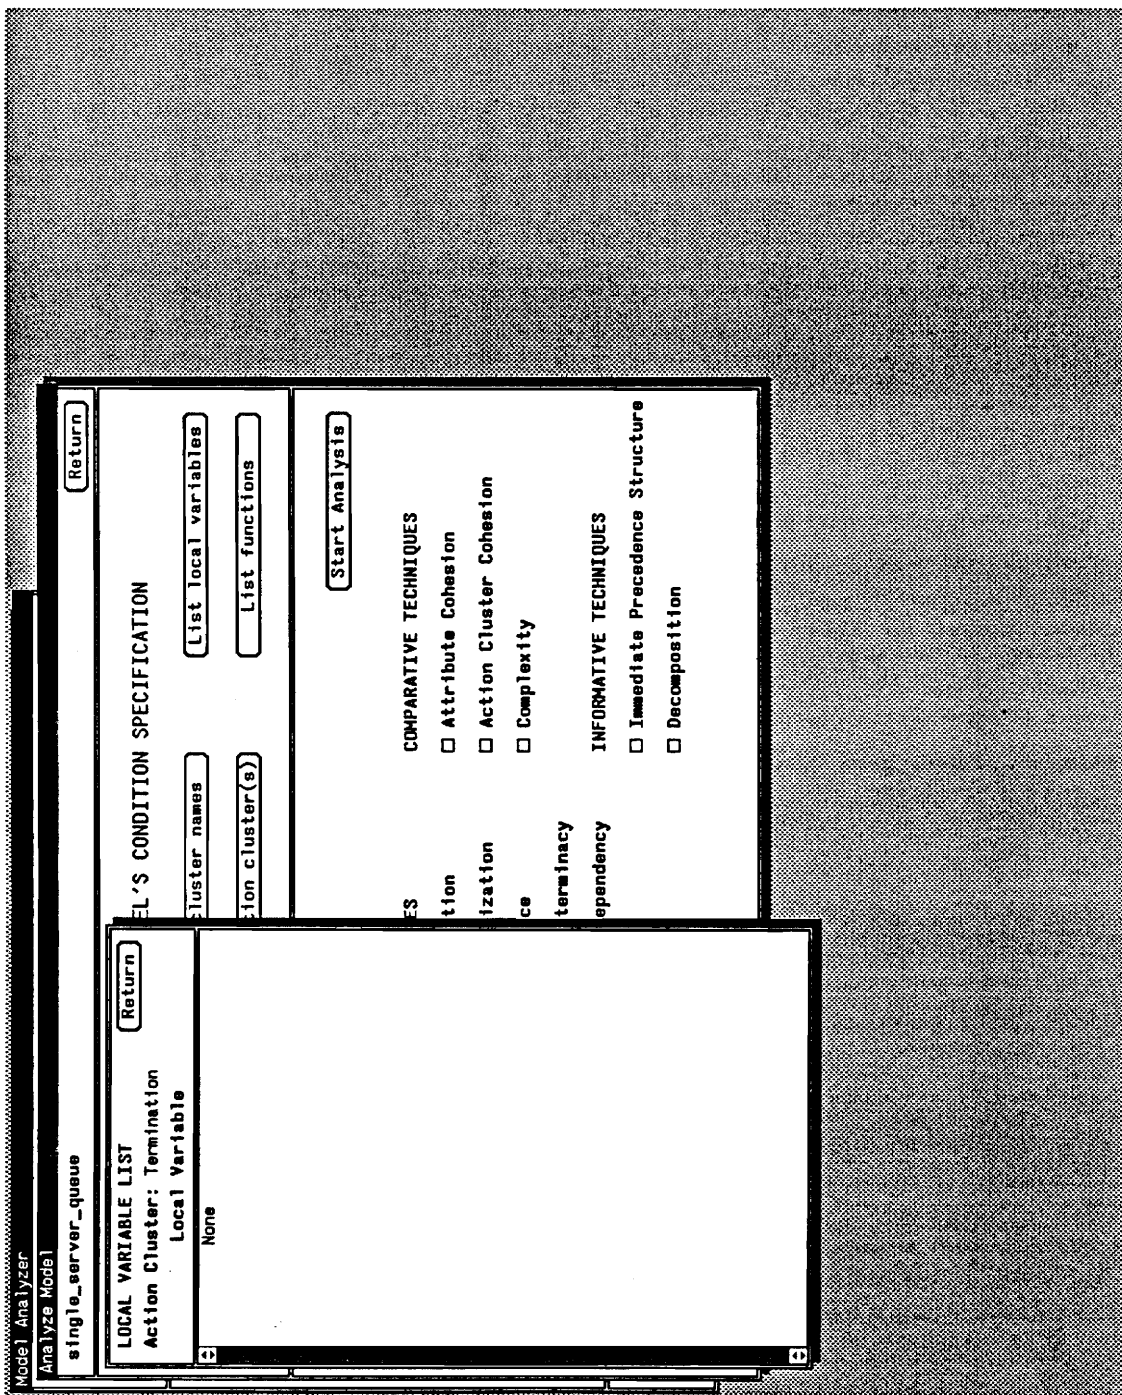 Model Analyzer
Analyze Model
single_server_queue
Return
EL'S CONDITION SPECIFICATION
cluster names
List local variables
tion cluster(s)
List functions
Start Analysis
ES
COMPARATIVE TECHNIQUES
tion
□ Attribute Cohesion
ization
□ Action Cluster Cohesion
ce
□ Complexity
terminacy
ependency
INFORMATIVE TECHNIQUES
□ Immediate Precedence Structure
□ Decomposition
LOCAL VARIABLE LIST
Return
Action Cluster: Termination
Local Variable
None